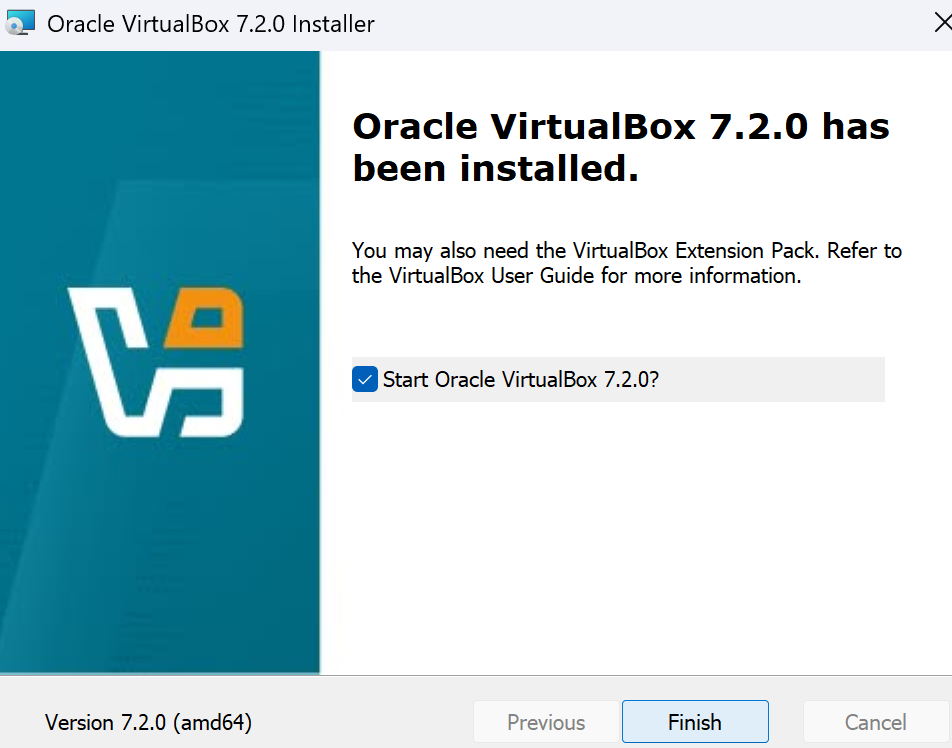 Oracle VirtualBox 7.2.0 Installer
Oracle VirtualBox 7.2.0 has
been installed.
You may also need the VirtualBox Extension Pack. Refer to
the VirtualBox User Guide for more information.
Start Oracle VirtualBox 7.2.0?
Version 7.2.0 (amd64)
Previous
Finish
Cancel